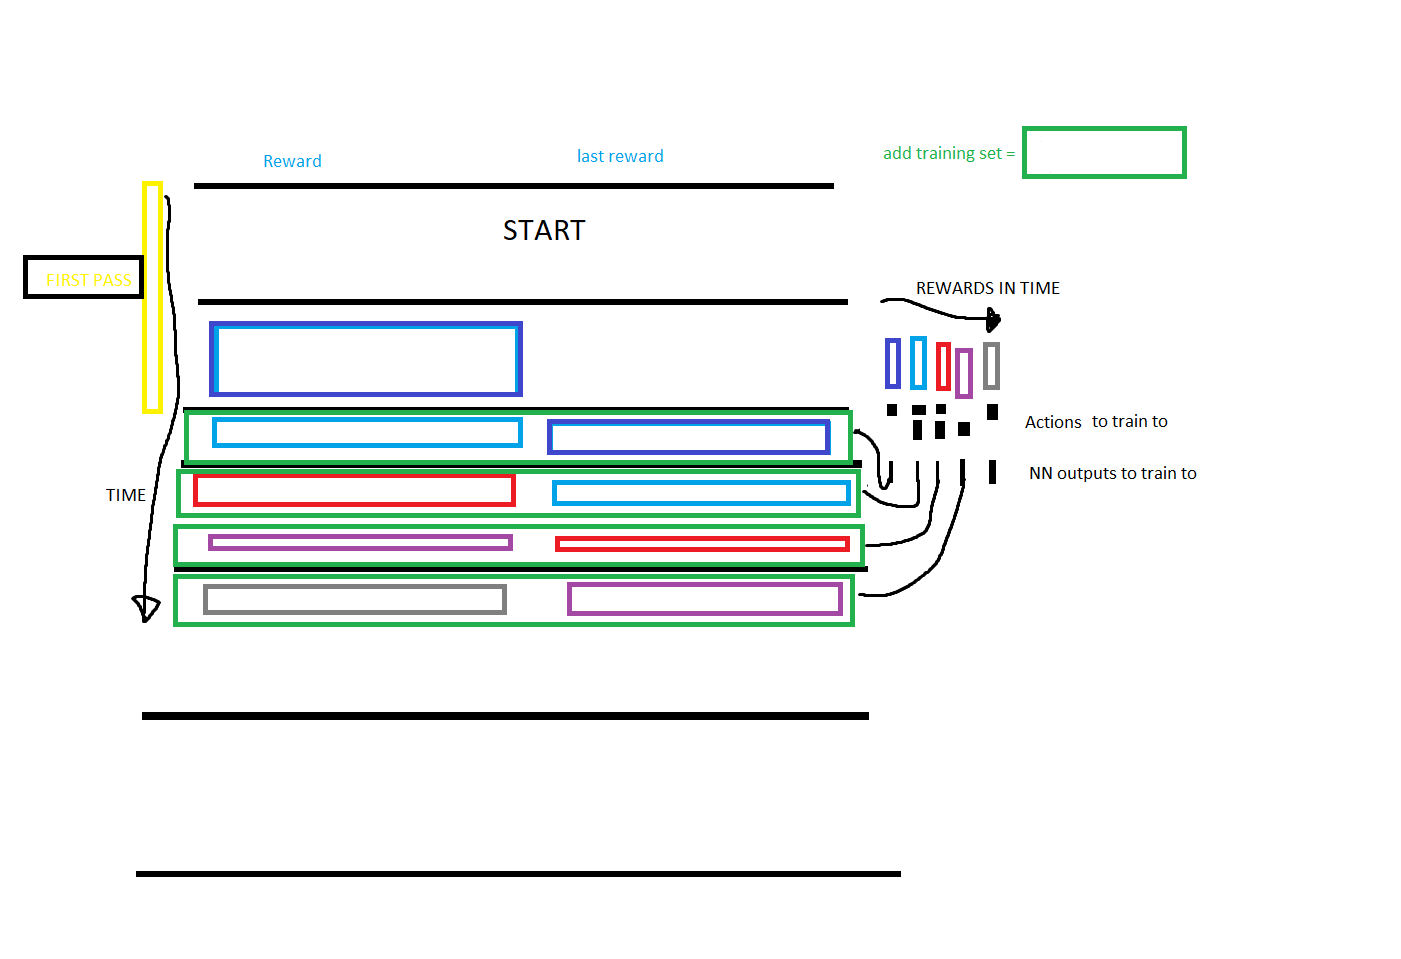 Reward
last reward
add training set =
START
FIRST PASS
REWARDS IN TIME
Actions to train to
NN outputs to train to
TIME